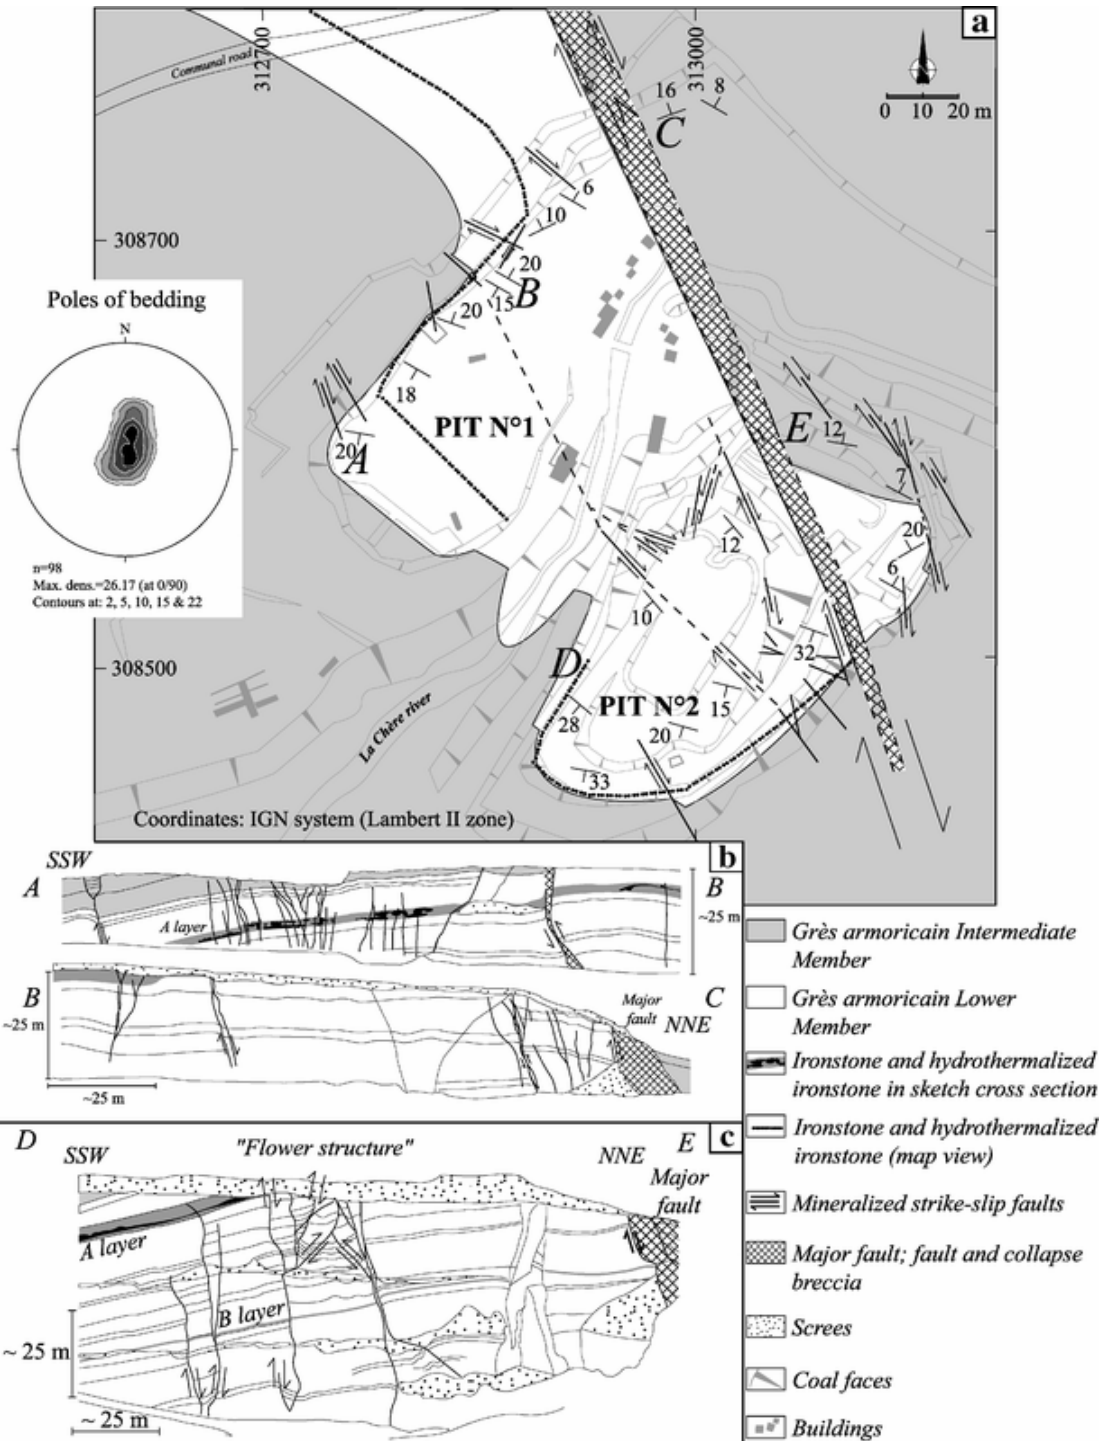 a
Communal road
312700
313000
16
8
0 10 20 m
C
6
10
308700
20
B
15
20
Poles of bedding
N
18
PIT N°1
E
12
20
A
7
20
12
n=98
Max. dens.=26.17 (at 0/90)
Contours at: 2, 5, 10, 15 & 22
6
10
32
308500
D
PIT N°2
15
28
20
La Chère river
33
Coordinates: IGN system (Lambert II zone)
b
SSW
A
B
A layer
~25 m
B
C
Major
fault
NNE
~25 m
~25 m
c
D
SSW
"Flower structure"
NNE
E
Major
fault
A layer
B layer
~ 25 m
~ 25 m
Grès armoricain Intermediate
Member
Grès armoricain Lower
Member
Ironstone and hydrothermalized
ironstone in sketch cross section
Ironstone and hydrothermalized
ironstone (map view)
Mineralized strike-slip faults
Major fault; fault and collapse
breccia
Screes
Coal faces
Buildings